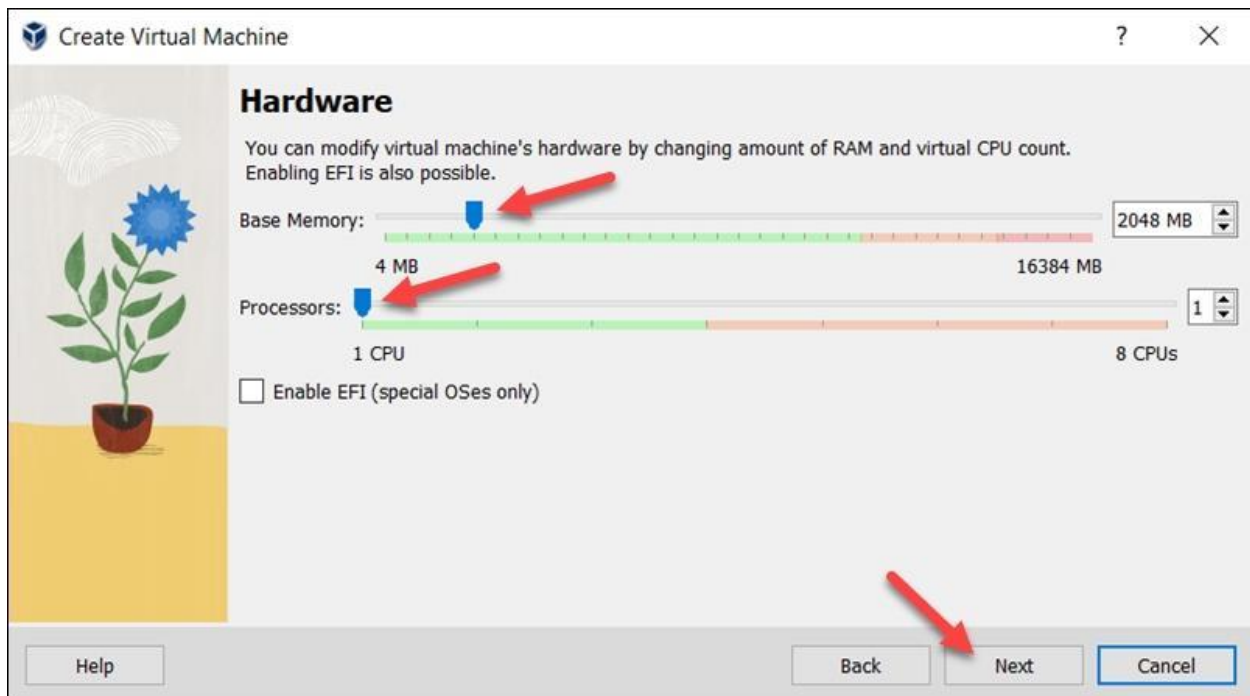 Create Virtual Machine
?
Hardware
You can modify virtual machine's hardware by changing amount of RAM and virtual CPU count.
Enabling EFI is also possible.
Base Memory: 2048 MB
4 MB 16384 MB
Processors: 1
1 CPU 8 CPUs
Enable EFI (special OSes only)
Help Back Next Cancel